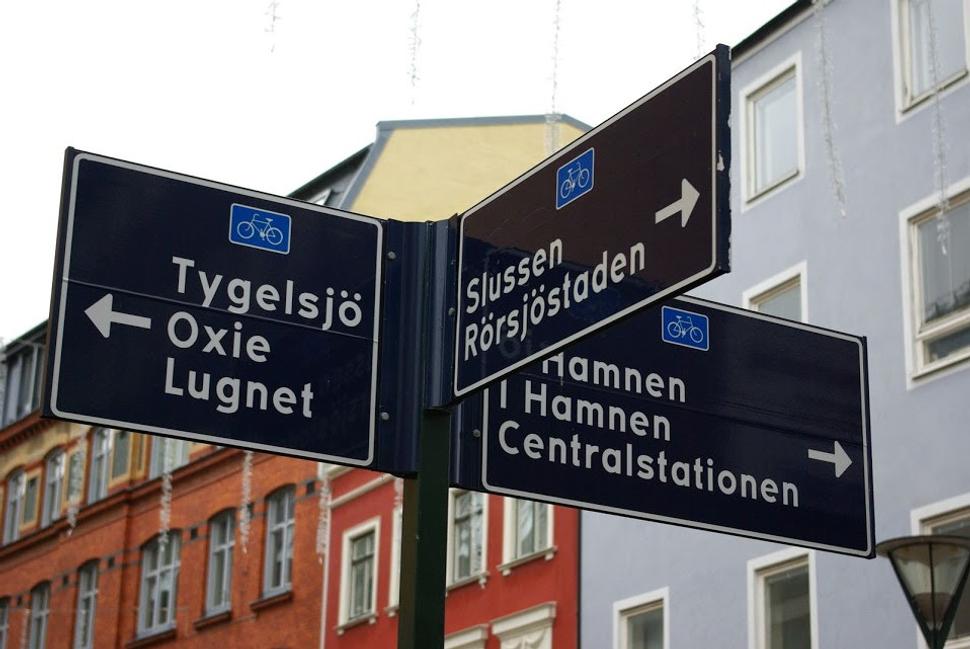 Tygelsjö
Oxie
Lugnet
Slussen
Rörsjöstaden
Hamnen
Hamnen
Centralstationen